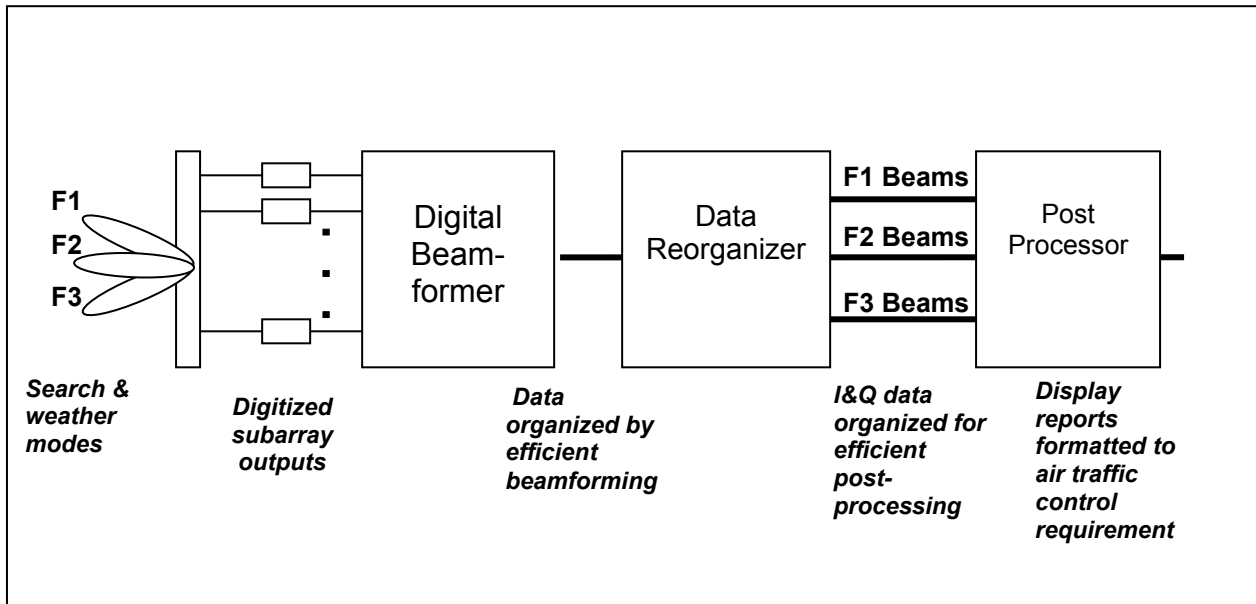 F1
F2
F3
Digital
Beam-
former
Data
Reorganizer
F1 Beams
F2 Beams
F3 Beams
Post
Processor
Search &
weather
modes
Digitized
subarray
outputs
Data
organized by
efficient
beamforming
I&Q data
organized for
efficient
post-
processing
Display
reports
formatted to
air traffic
control
requirement